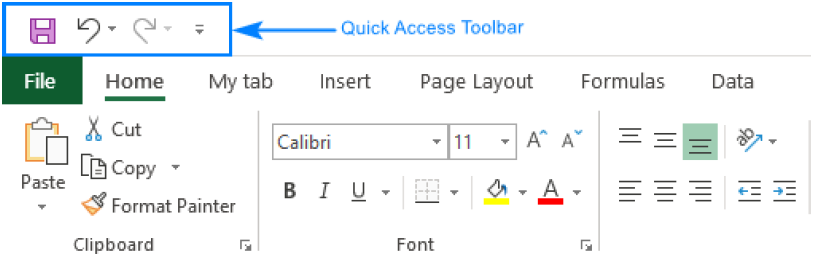 Quick Access Toolbar
File Home My tab Insert Page Layout Formulas Data
Cut
Calibri 11 A A
Copy
Paste
B I U A
Format Painter
Clipboard Font